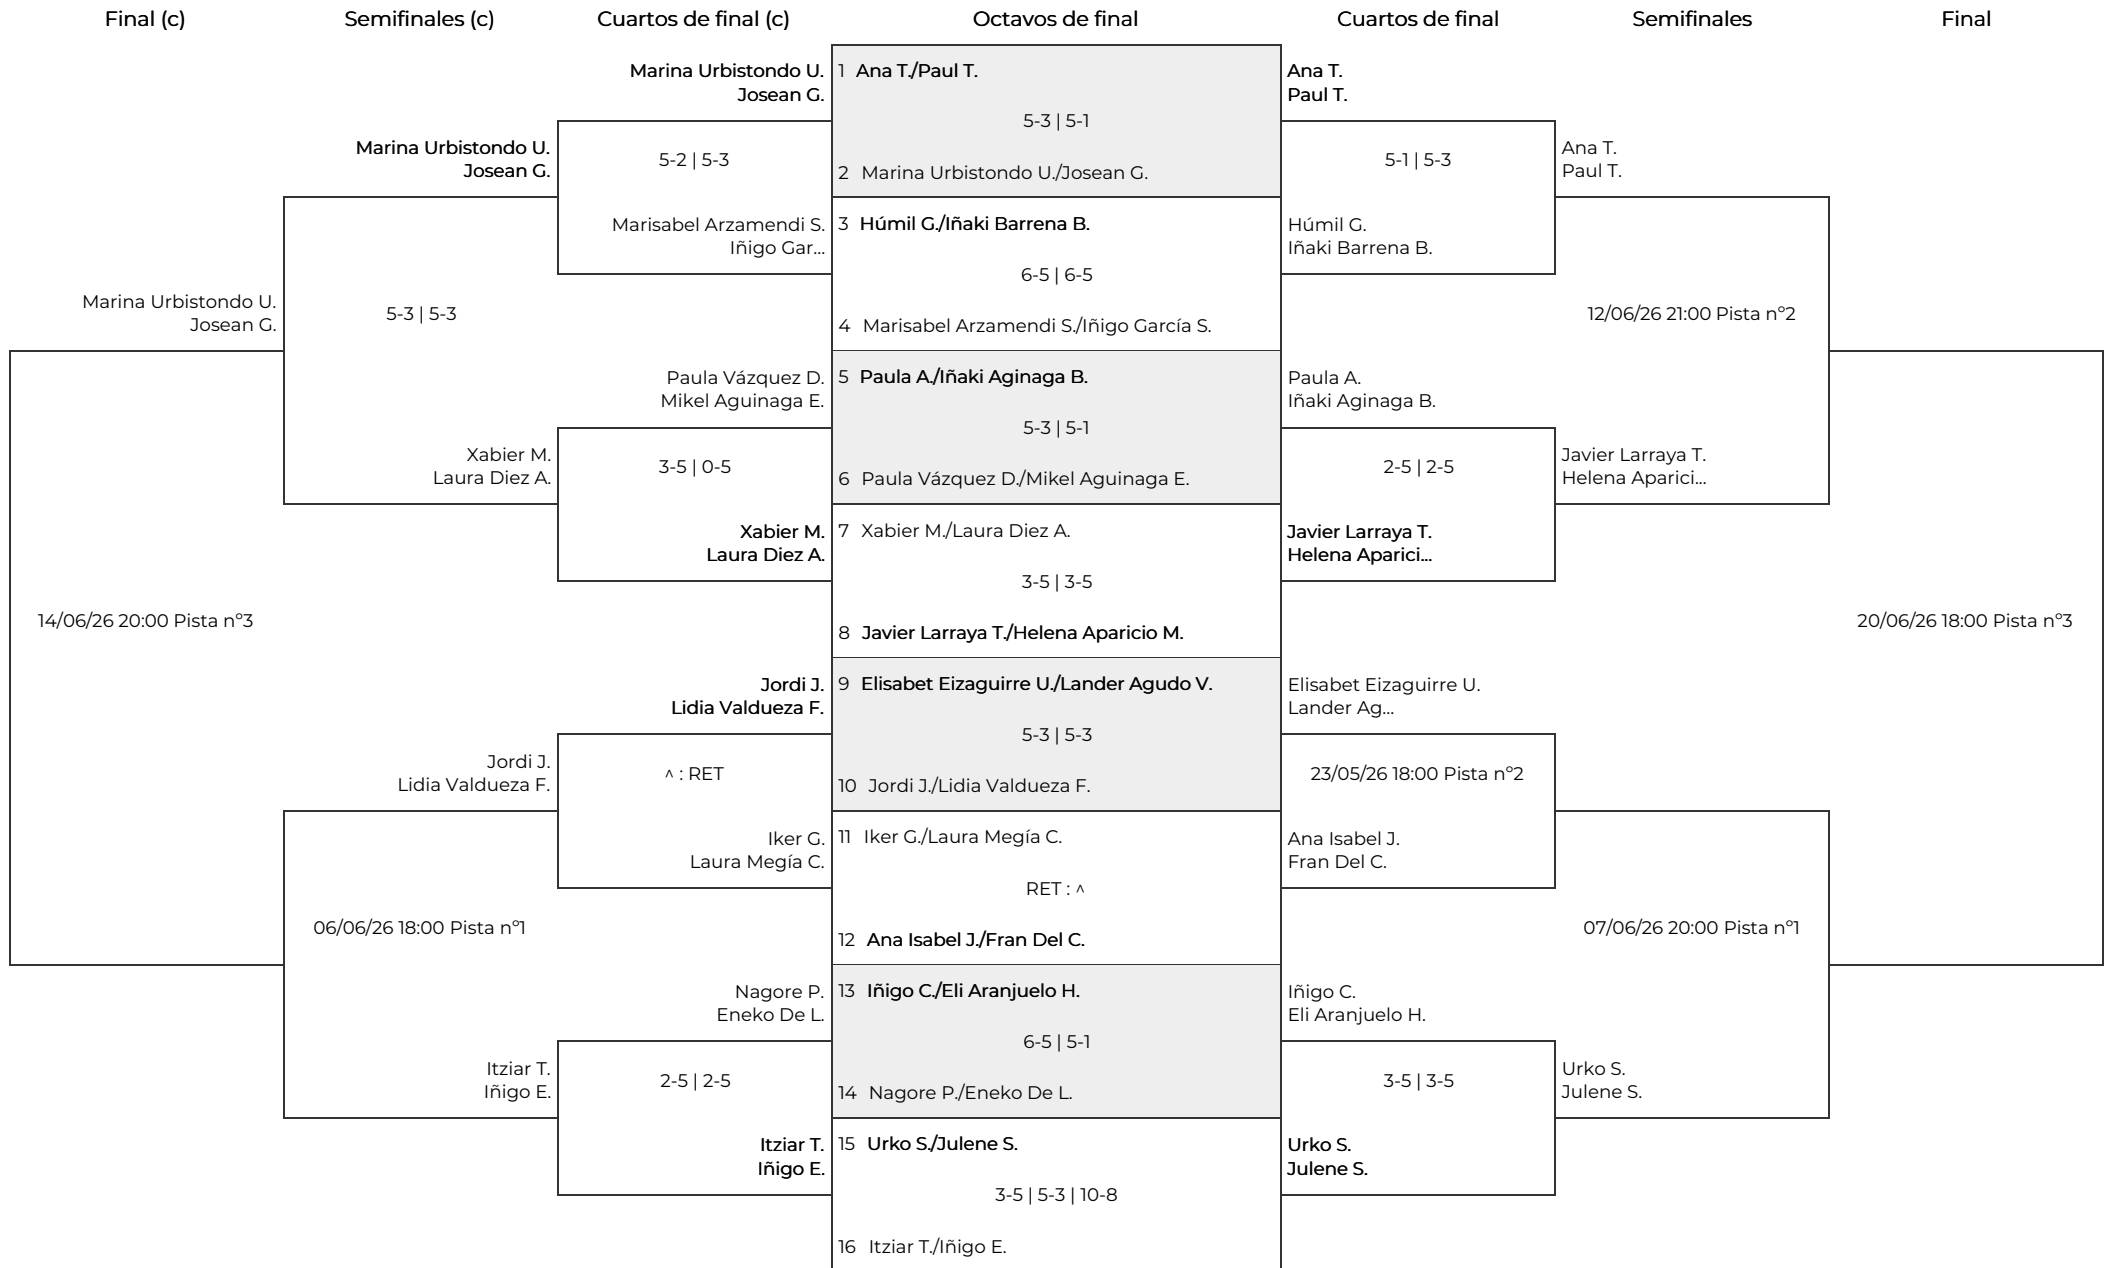 Final (c)
Semifinales (c)
Cuartos de final (c)
Octavos de final
Cuartos de final
Semifinales
Final
Marina Urbistondo U.
Josean G.
14/06/26 20:00 Pista nº3
Marina Urbistondo U.
Josean G.
5-3 | 5-3
Xabier M.
Laura Diez A.
Jordi J.
Lidia Valdueza F.
06/06/26 18:00 Pista nº1
Itziar T.
Iñigo E.
Marina Urbistondo U.
Josean G.
5-2 | 5-3
Marisabel Arzamendi S.
Iñigo Gar...
Paula Vázquez D.
Mikel Aguinaga E.
3-5 | 0-5
Xabier M.
Laura Diez A.
Jordi J.
Lidia Valdueza F.
^ : RET
Iker G.
Laura Megía C.
Nagore P.
Eneko De L.
2-5 | 2-5
Itziar T.
Iñigo E.
1 Ana T./Paul T.
5-3 | 5-1
2 Marina Urbistondo U./Josean G.
3 Húmil G./Iñaki Barrena B.
6-5 | 6-5
4 Marisabel Arzamendi S./Iñigo García S.
5 Paula A./Iñaki Aginaga B.
5-3 | 5-1
6 Paula Vázquez D./Mikel Aguinaga E.
7 Xabier M./Laura Diez A.
3-5 | 3-5
8 Javier Larraya T./Helena Aparicio M.
9 Elisabet Eizaguirre U./Lander Agudo V.
5-3 | 5-3
10 Jordi J./Lidia Valdueza F.
11 Iker G./Laura Megía C.
RET : ^
12 Ana Isabel J./Fran Del C.
13 Iñigo C./Eli Aranjuelo H.
6-5 | 5-1
14 Nagore P./Eneko De L.
15 Urko S./Julene S.
3-5 | 5-3 | 10-8
16 Itziar T./Iñigo E.
Ana T.
Paul T.
5-1 | 5-3
Húmil G.
Iñaki Barrena B.
Paula A.
Iñaki Aginaga B.
2-5 | 2-5
Javier Larraya T.
Helena Aparici...
Elisabet Eizaguirre U.
Lander Ag...
23/05/26 18:00 Pista nº2
Ana Isabel J.
Fran Del C.
Iñigo C.
Eli Aranjuelo H.
3-5 | 3-5
Urko S.
Julene S.
Ana T.
Paul T.
12/06/26 21:00 Pista nº2
Javier Larraya T.
Helena Aparici...
07/06/26 20:00 Pista nº1
Urko S.
Julene S.
20/06/26 18:00 Pista nº3